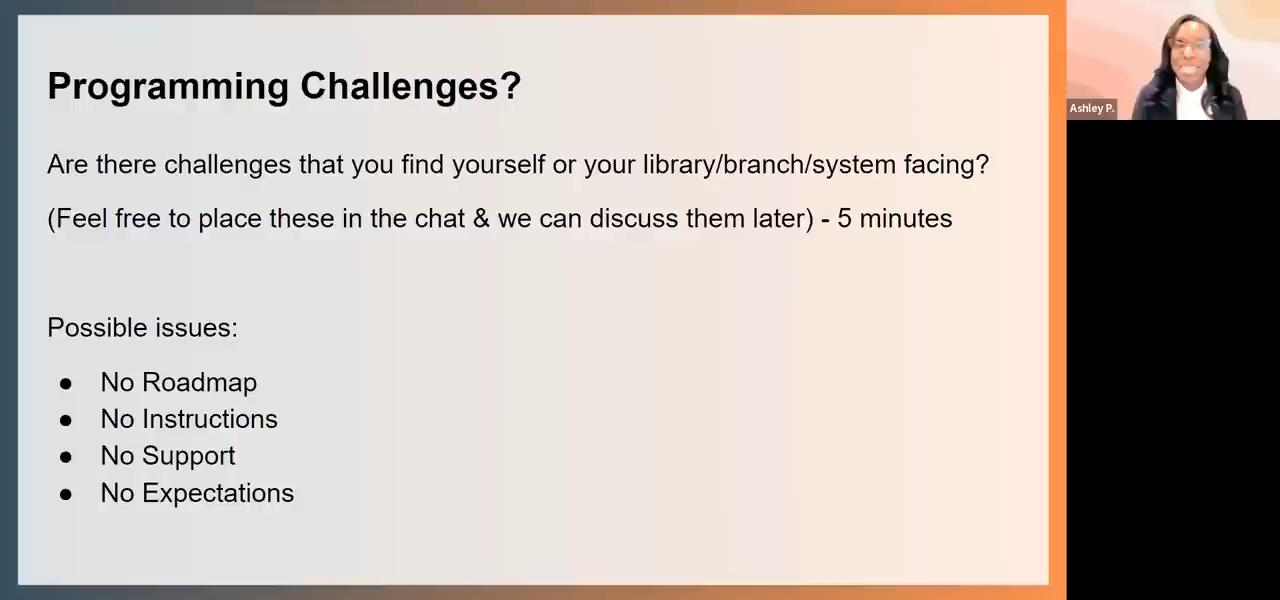 Programming Challenges?
Are there challenges that you find yourself or your library/branch/system facing?
(Feel free to place these in the chat & we can discuss them later) - 5 minutes
Possible issues:
● No Roadmap
● No Instructions
● No Support
● No Expectations
Ashley P.